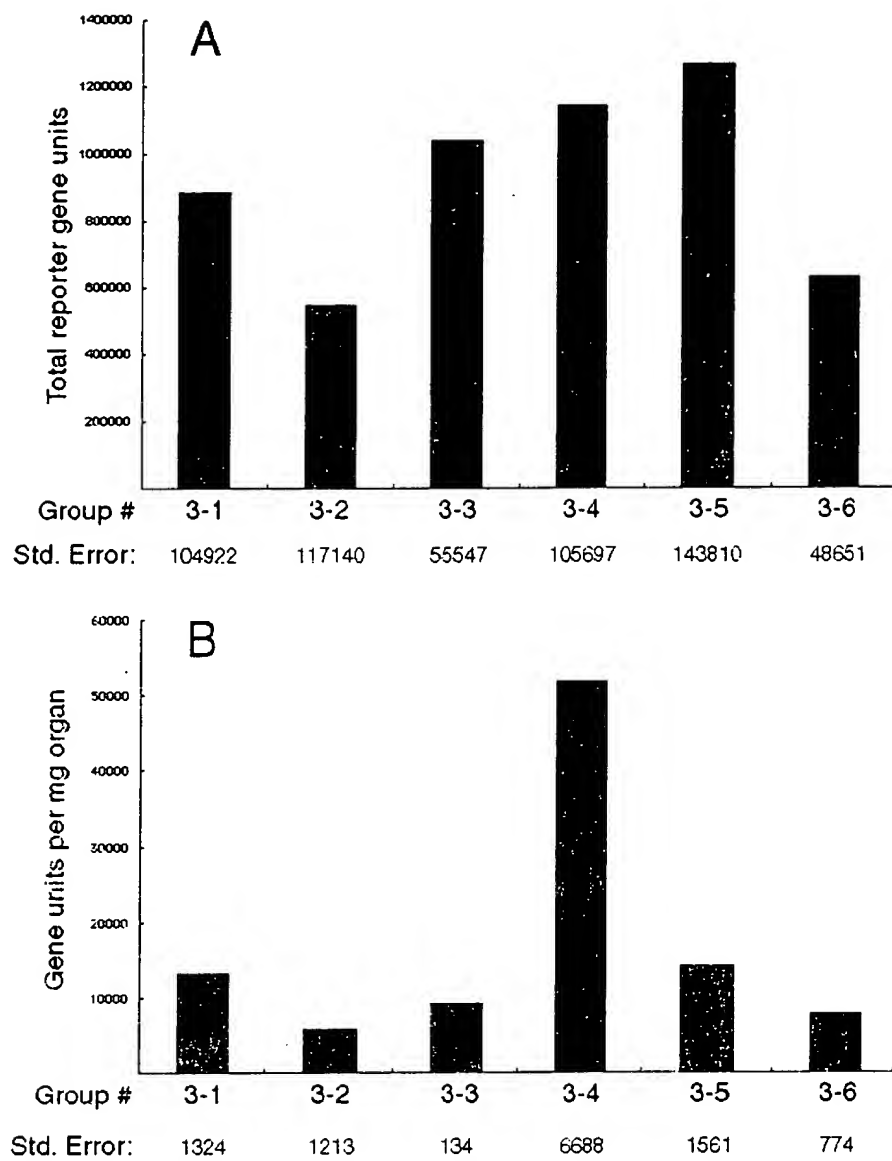 A
Total reporter gene units
1400000
1200000
1000000
800000
600000
400000
200000
Group # 3-1 3-2 3-3 3-4 3-5 3-6
Std. Error: 104922 117140 55547 105697 143810 48651
B
Gene units per mg organ
60000
50000
40000
30000
20000
10000
Group # 3-1 3-2 3-3 3-4 3-5 3-6
Std. Error: 1324 1213 134 6688 1561 774